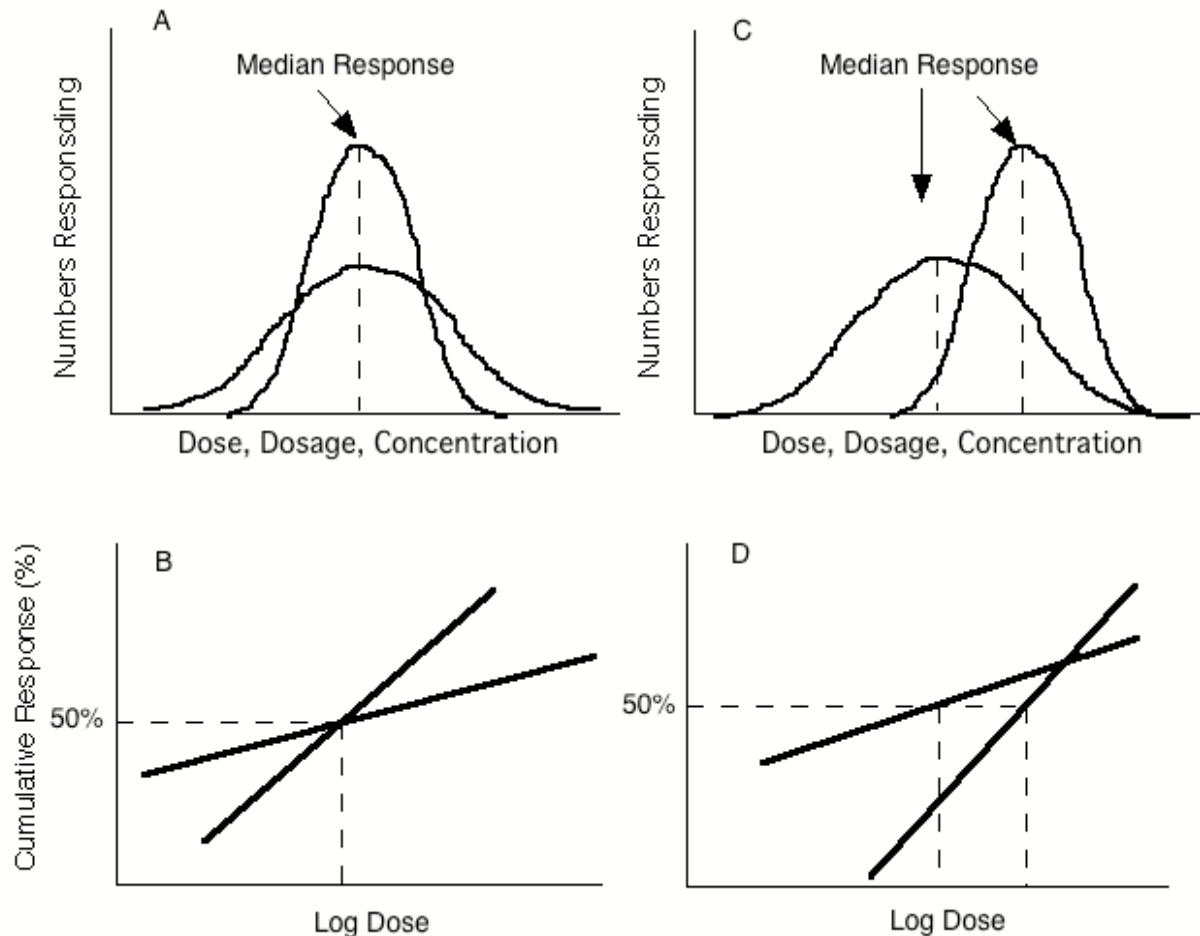 A
Median Response
Numbers Responsding
Dose, Dosage, Concentration
C
Median Response
Numbers Responding
Dose, Dosage, Concentration
B
Cumulative Response (%)
50%
Log Dose
D
50%
Log Dose